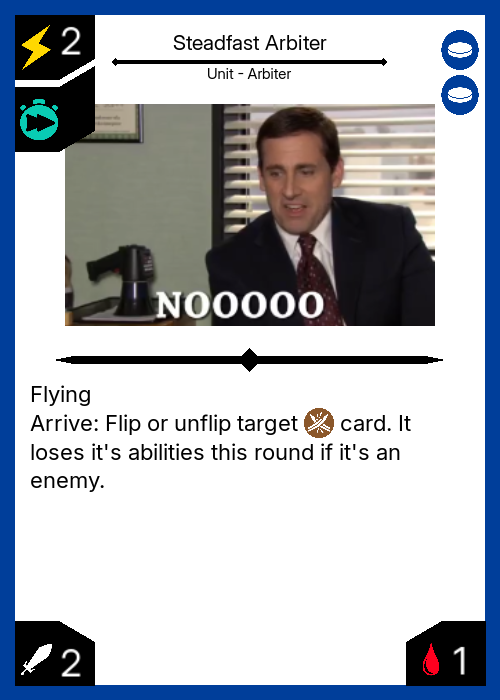 2
Steadfast Arbiter
Unit - Arbiter
NOOOOO
Flying
Arrive: Flip or unflip target card. It
loses it's abilities this round if it's an
enemy.
2
1